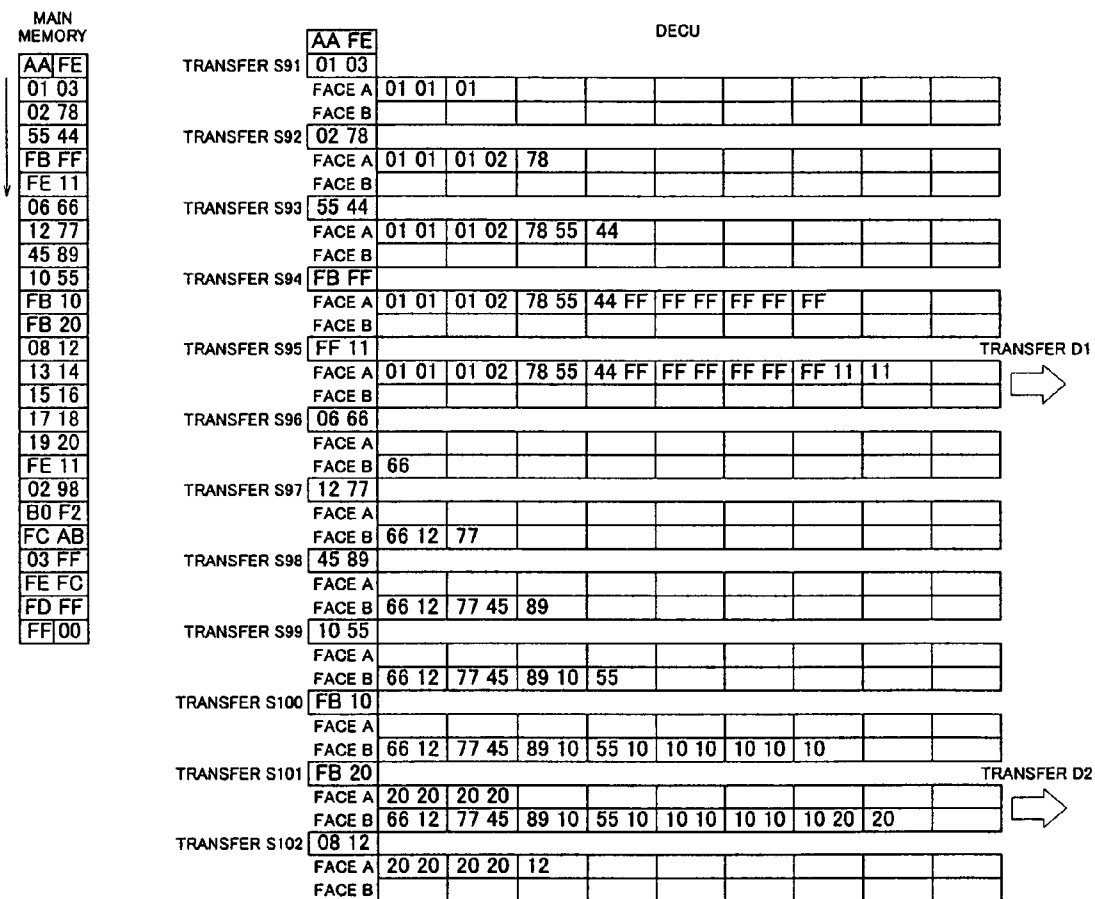 MAIN MEMORY
AA FE
01 03
02 78
55 44
FB FF
FE 11
06 66
12 77
45 89
10 55
FB 10
FB 20
08 12
13 14
15 16
17 18
19 20
FE 11
02 98
B0 F2
FC AB
03 FF
FE FC
FD FF
FF 00
DECU
AA FE
TRANSFER S91 01 03
FACE A 01 01 01
FACE B
TRANSFER S92 02 78
FACE A 01 01 01 02 78
FACE B
TRANSFER S93 55 44
FACE A 01 01 01 02 78 55 44
FACE B
TRANSFER S94 FB FF
FACE A 01 01 01 02 78 55 44 FF FF FF FF FF FF
FACE B
TRANSFER S95 FF 11 TRANSFER D1
FACE A 01 01 01 02 78 55 44 FF FF FF FF FF FF 11 11
FACE B
TRANSFER S96 06 66
FACE A
FACE B 66
TRANSFER S97 12 77
FACE A
FACE B 66 12 77
TRANSFER S98 45 89
FACE A
FACE B 66 12 77 45 89
TRANSFER S99 10 55
FACE A
FACE B 66 12 77 45 89 10 55
TRANSFER S100 FB 10
FACE A
FACE B 66 12 77 45 89 10 55 10 10 10 10 10 10
TRANSFER S101 FB 20 TRANSFER D2
FACE A 20 20 20 20
FACE B 66 12 77 45 89 10 55 10 10 10 10 10 10 20 20
TRANSFER S102 08 12
FACE A 20 20 20 20 12
FACE B